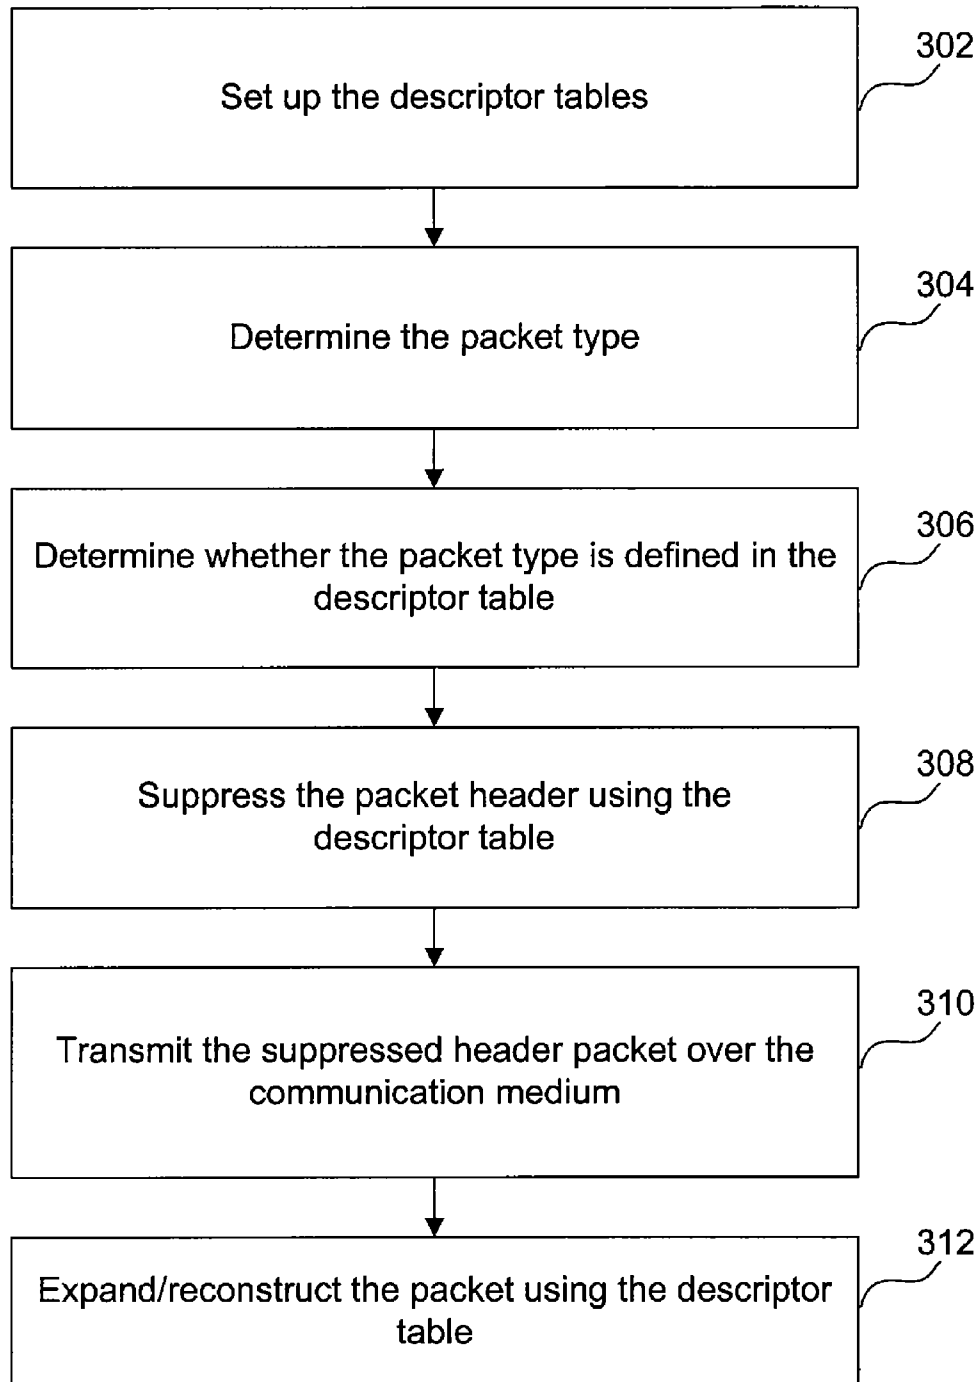 302
Set up the descriptor tables
304
Determine the packet type
306
Determine whether the packet type is defined in the
descriptor table
308
Suppress the packet header using the
descriptor table
310
Transmit the suppressed header packet over the
communication medium
312
Expand/reconstruct the packet using the descriptor
table